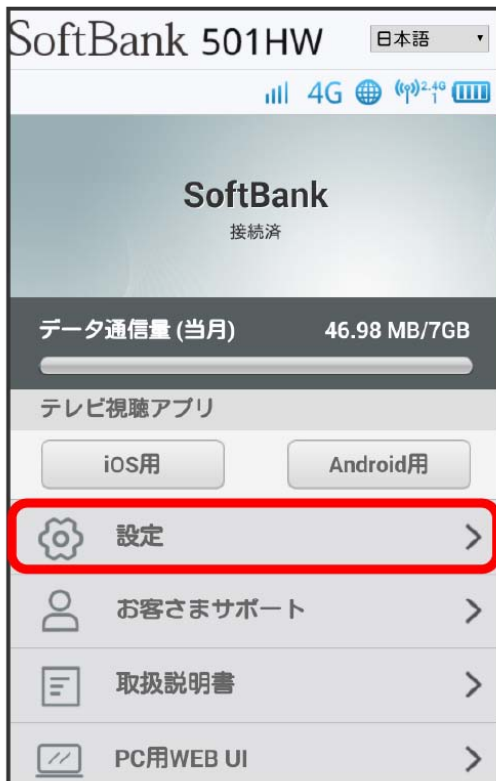 SoftBank 501HW 日本語
4G 2.4G 1
SoftBank
接続済
データ通信量 (当月) 46.98 MB/7GB
テレビ視聴アプリ
iOS用 Android用
設定
お客さまサポート
取扱説明書
PC用WEB UI